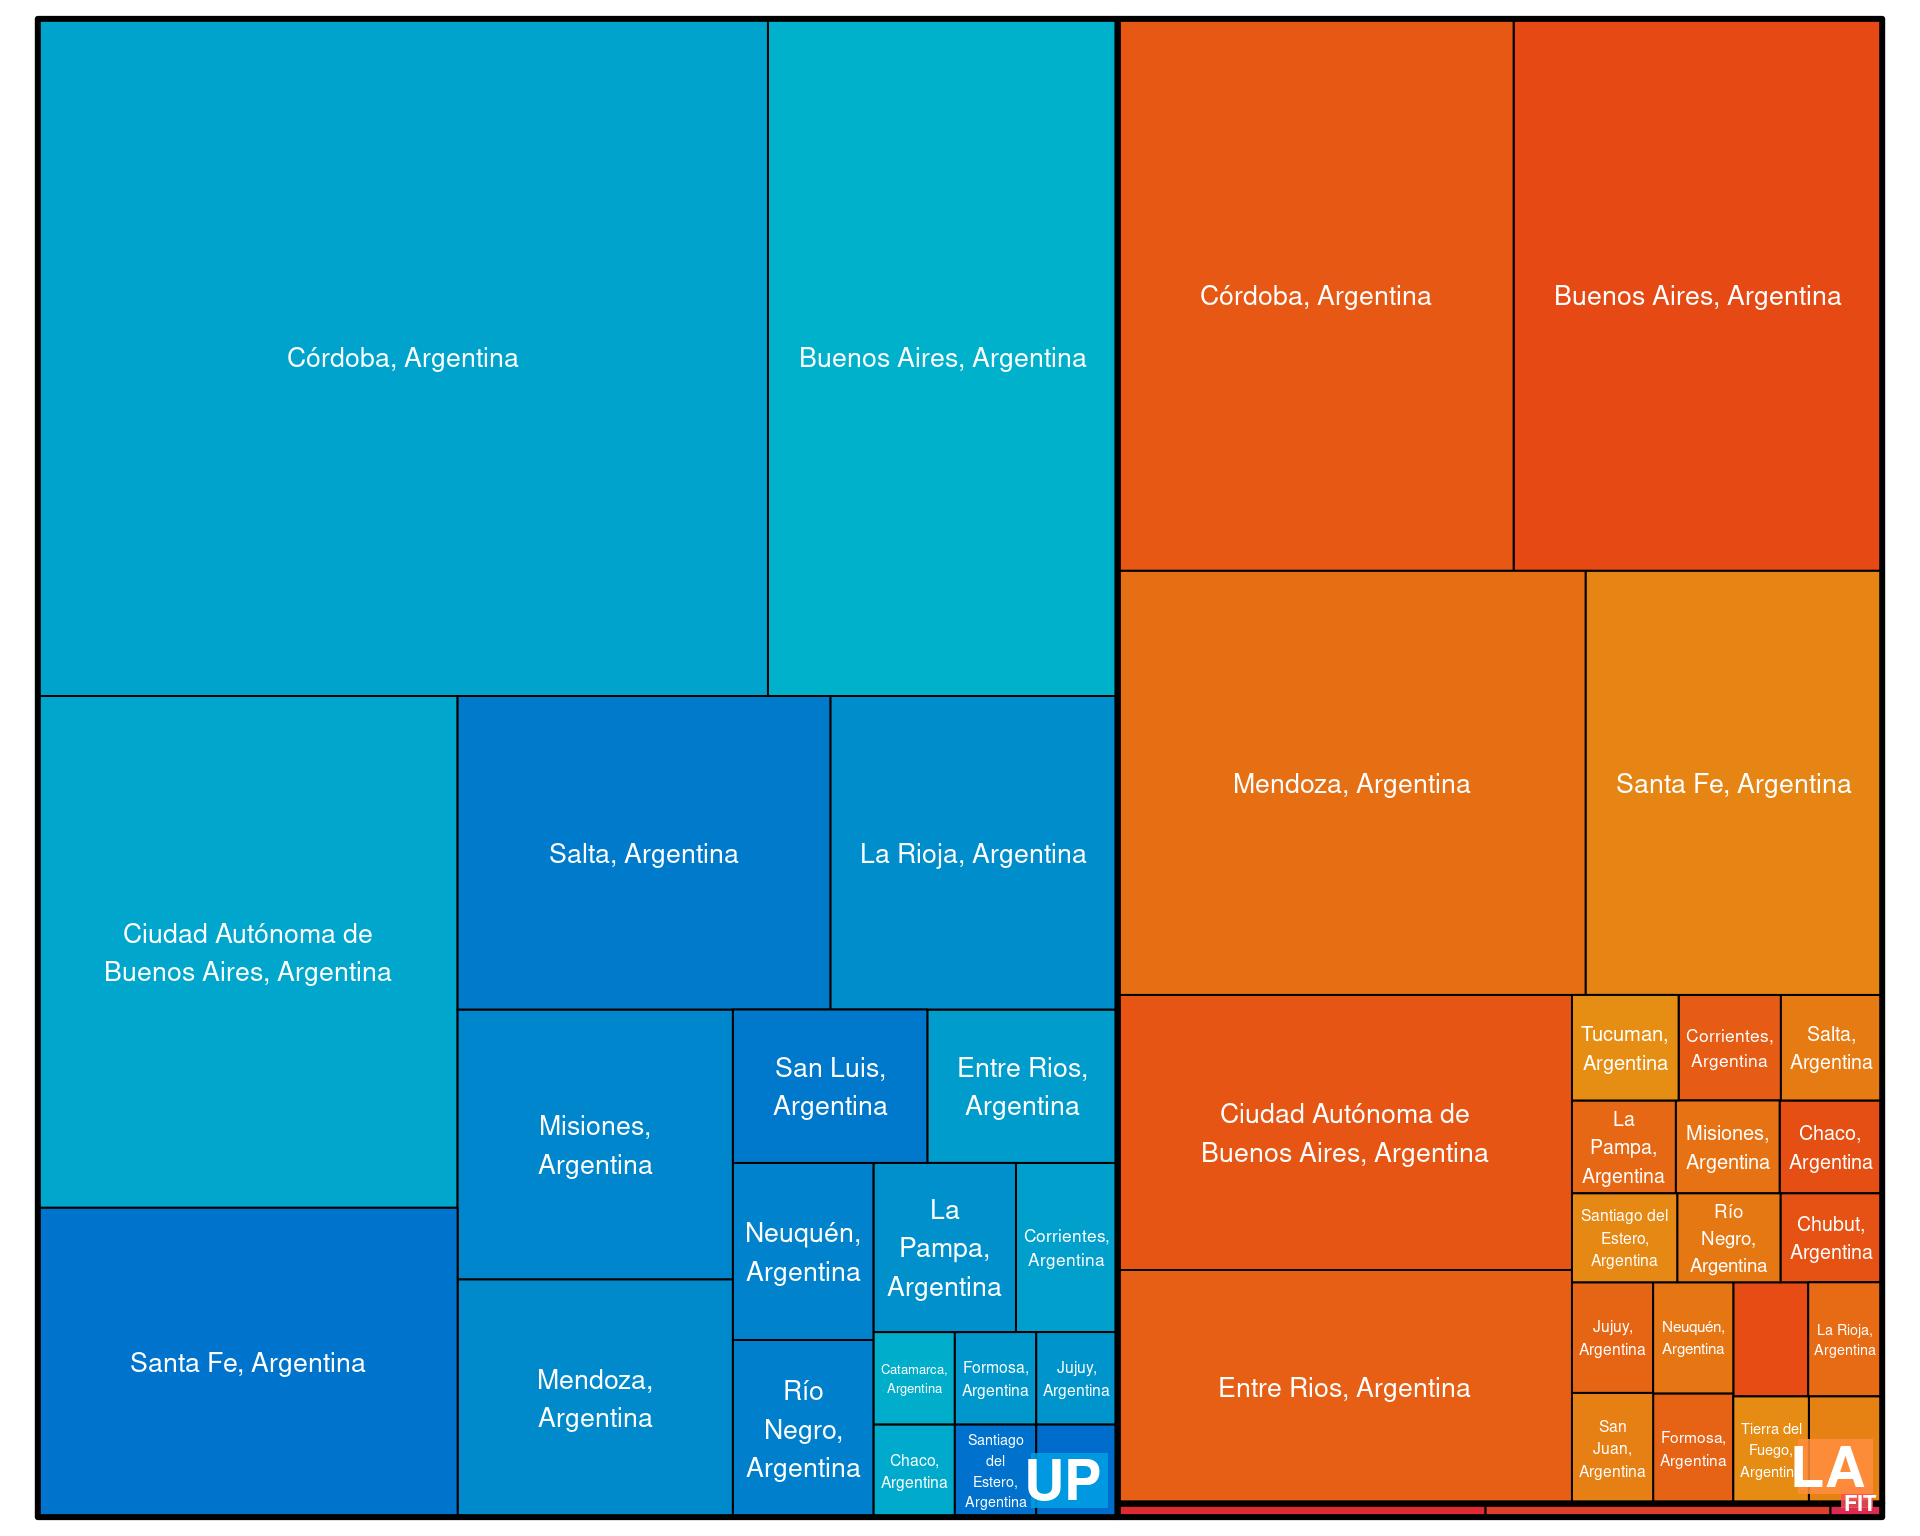 Córdoba, Argentina
Buenos Aires, Argentina
Ciudad Autónoma de
Buenos Aires, Argentina
Salta, Argentina
La Rioja, Argentina
Santa Fe, Argentina
Misiones,
Argentina
Mendoza,
Argentina
San Luis,
Argentina
Entre Rios,
Argentina
Neuquén,
Argentina
La
Pampa,
Argentina
Corrientes,
Argentina
Río
Negro,
Argentina
Catamarca,
Argentina
Formosa,
Argentina
Jujuy,
Argentina
Chaco,
Argentina
Santiago
del
Estero,
Argentina
UP
Córdoba, Argentina
Buenos Aires, Argentina
Mendoza, Argentina
Santa Fe, Argentina
Ciudad Autónoma de
Buenos Aires, Argentina
Entre Rios, Argentina
Tucuman,
Argentina
Corrientes,
Argentina
Salta,
Argentina
La
Pampa,
Argentina
Misiones,
Argentina
Chaco,
Argentina
Santiago del
Estero,
Argentina
Río
Negro,
Argentina
Chubut,
Argentina
Jujuy,
Argentina
Neuquén,
Argentina
La Rioja,
Argentina
San
Juan,
Argentina
Formosa,
Argentina
Tierra del
Fuego,
Argentina
LA
FIT